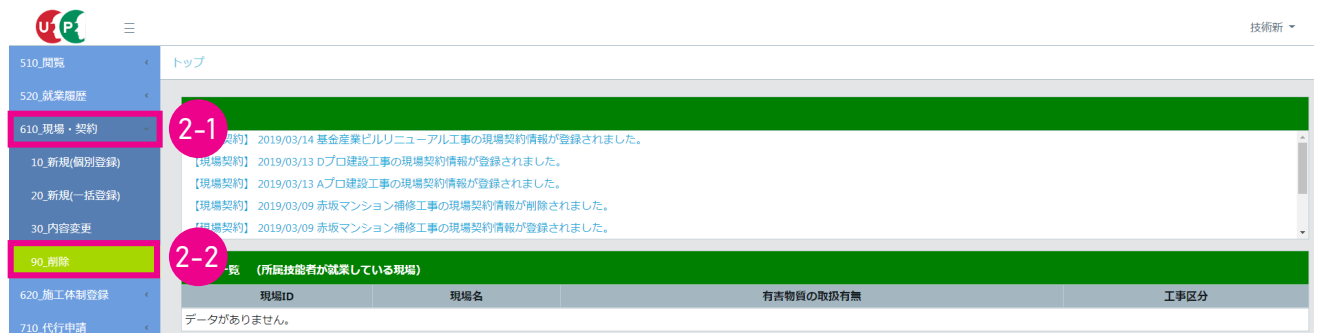 U P
技術新
510_閲覧
トップ
520_就業履歴
610_現場・契約
2-1
契約】 2019/03/14 基金産業ビルリニューアル工事の現場契約情報が登録されました。
10_新規(個別登録)
【現場契約】 2019/03/13 Dプロ建設工事の現場契約情報が登録されました。
【現場契約】 2019/03/13 Aプロ建設工事の現場契約情報が登録されました。
20_新規(一括登録)
【現場契約】 2019/03/09 赤坂マンション補修工事の現場契約情報が削除されました。
30_内容変更
【現場契約】 2019/03/09 赤坂マンション補修工事の現場契約情報が登録されました。
90_削除
2-2
覧 (所属技能者が就業している現場)
620_施工体制登録
現場ID 現場名 有害物質の取扱有無 工事区分
710_代行申請
データがありません。